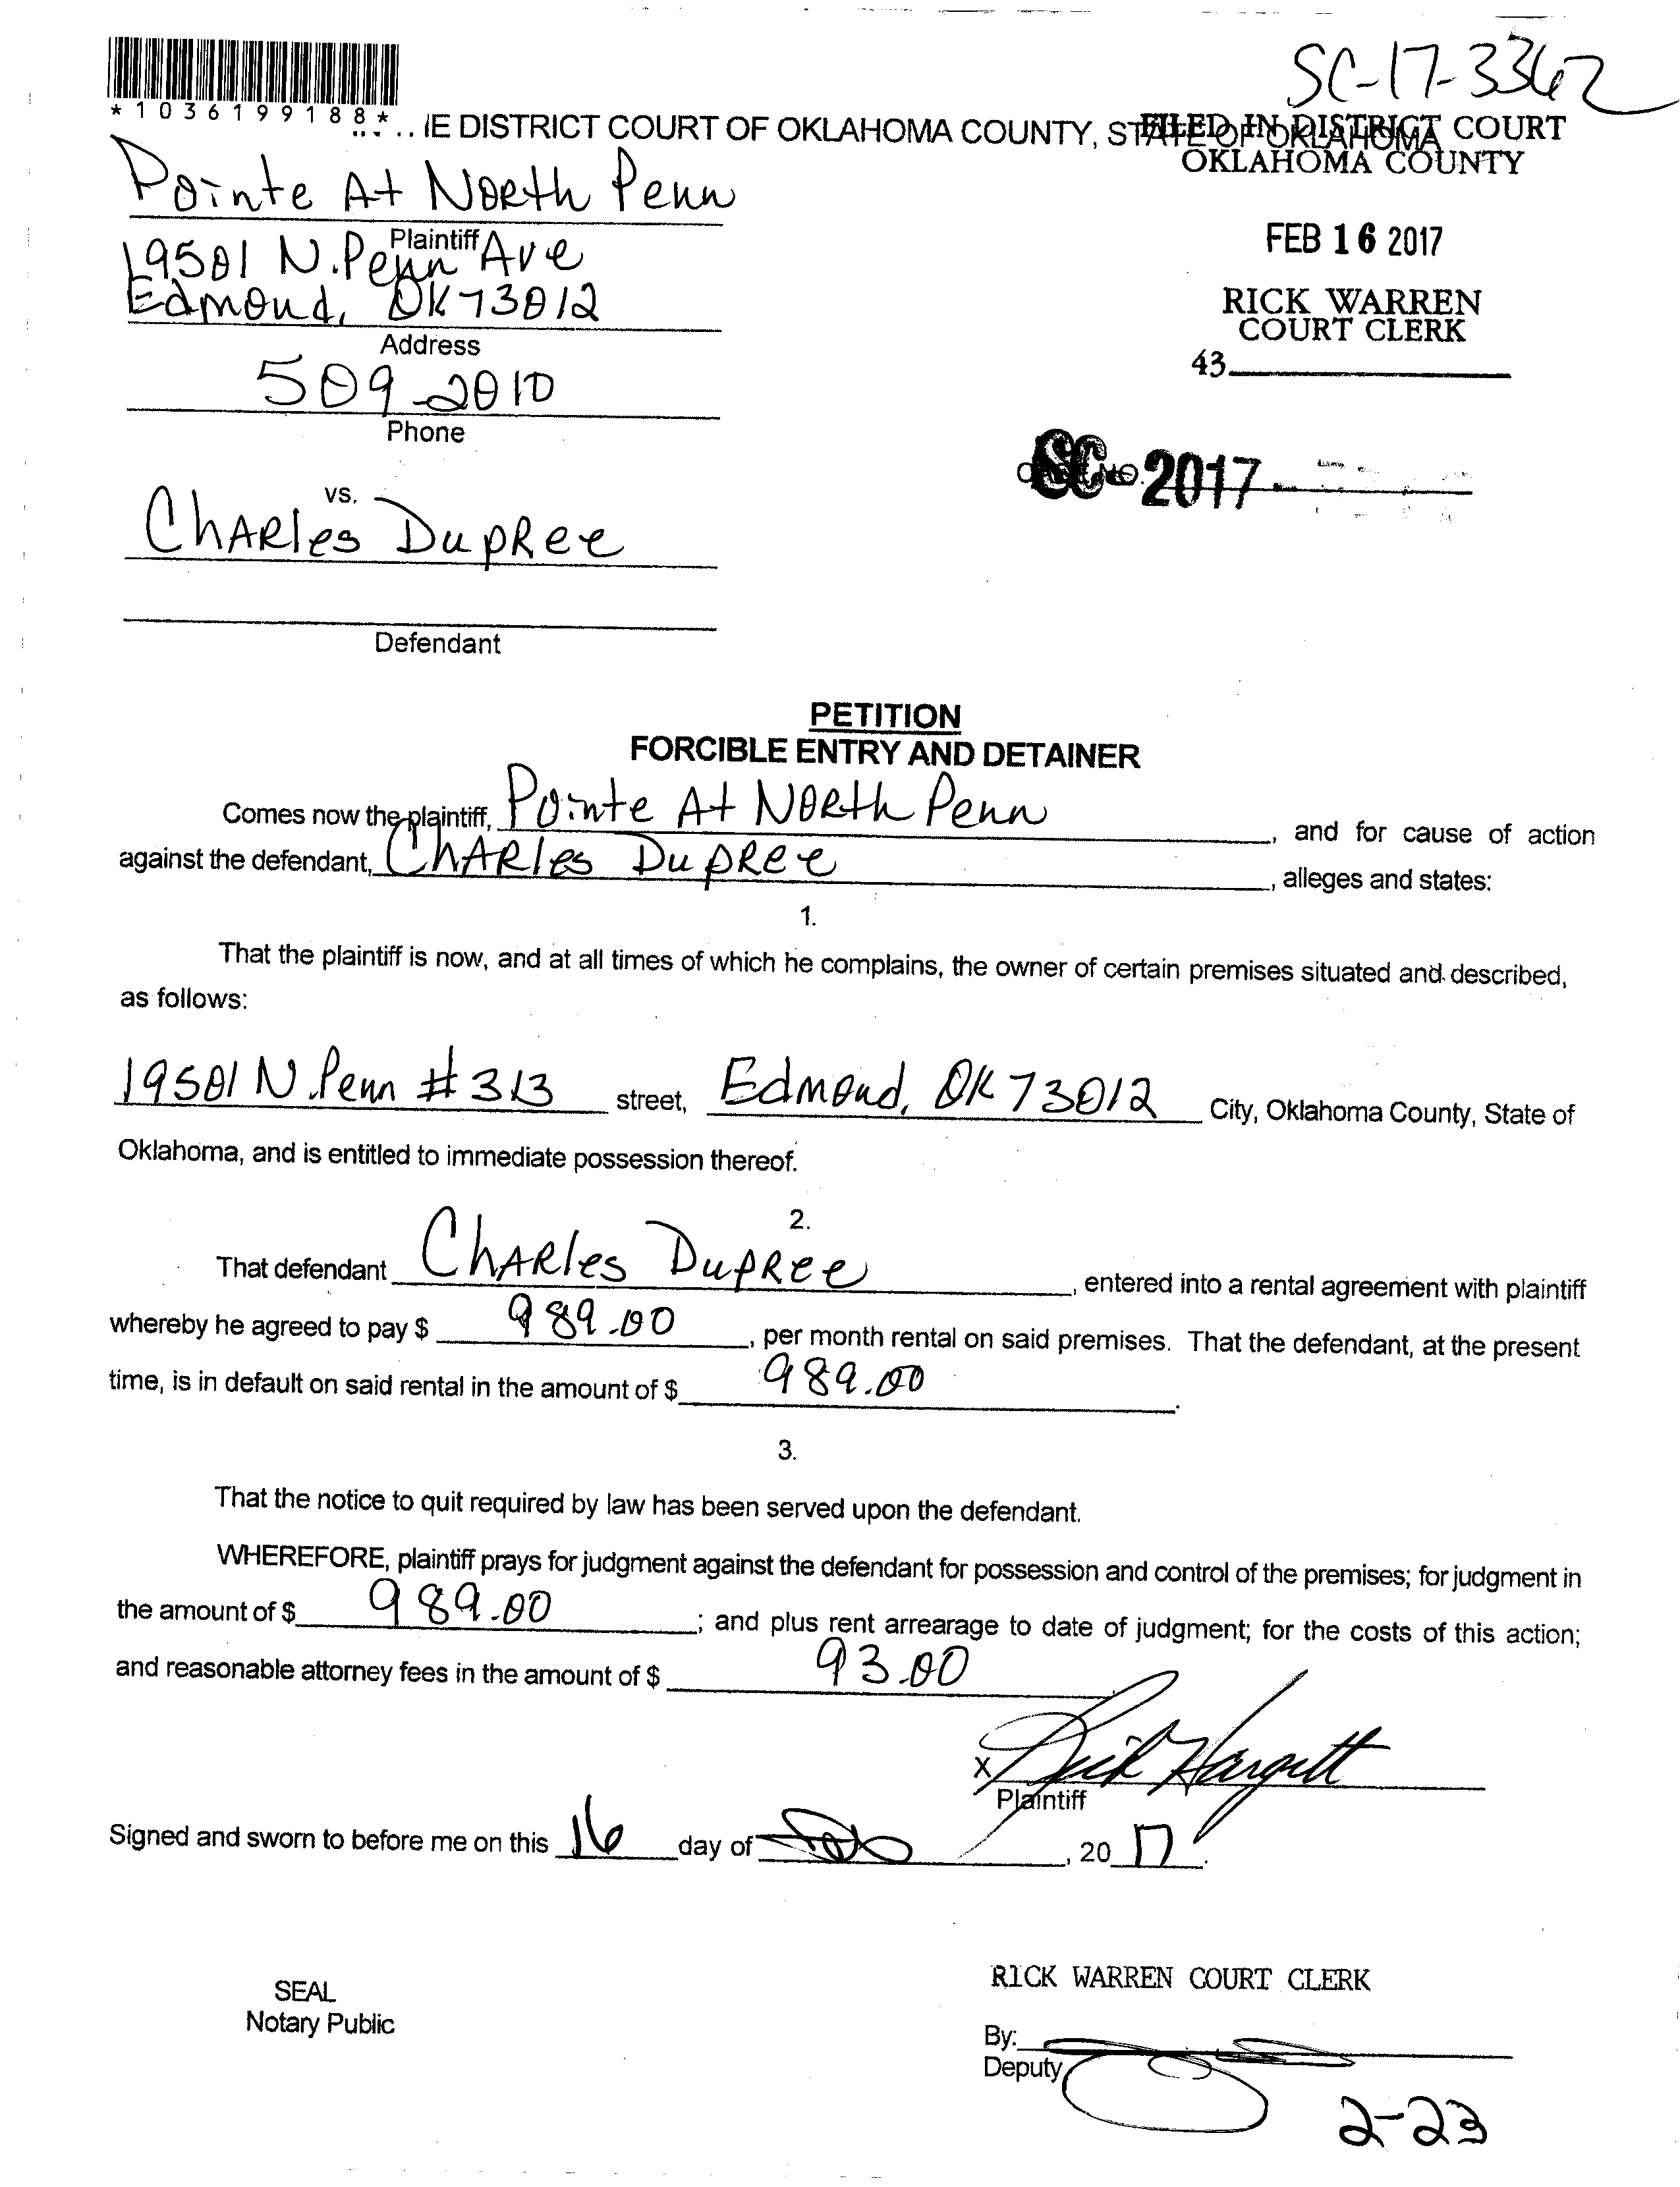 SC-17-3362
*1036199188*
IE DISTRICT COURT OF OKLAHOMA COUNTY, STATE OF OKLAHOMA
FILED IN DISTRICT COURT
OKLAHOMA COUNTY
Pointe At North Penn
Plaintiff
FEB 16 2017
19501 N. Penn Ave
Edmond, OK 73012
RICK WARREN
COURT CLERK
Address
43
509-2010
Phone
SC 2017
vs.
Charles Dupree
Defendant
PETITION
FORCIBLE ENTRY AND DETAINER
Comes now the plaintiff, Pointe At North Penn, and for cause of action
against the defendant, Charles Dupree, alleges and states:
1.
That the plaintiff is now, and at all times of which he complains, the owner of certain premises situated and described,
as follows:
19501 N. Penn # 313 street, Edmond, OK 73012 City, Oklahoma County, State of
Oklahoma, and is entitled to immediate possession thereof.
2.
That defendant Charles Dupree, entered into a rental agreement with plaintiff
whereby he agreed to pay $ 989.00, per month rental on said premises. That the defendant, at the present
time, is in default on said rental in the amount of $ 989.00.
3.
That the notice to quit required by law has been served upon the defendant.
WHEREFORE, plaintiff prays for judgment against the defendant for possession and control of the premises; for judgment in
the amount of $ 989.00; and plus rent arrearage to date of judgment; for the costs of this action;
and reasonable attorney fees in the amount of $ 93.00
X
Plaintiff
Signed and sworn to before me on this 16 day of , 20 17.
SEAL
Notary Public
RICK WARREN COURT CLERK
By:
Deputy
2-23